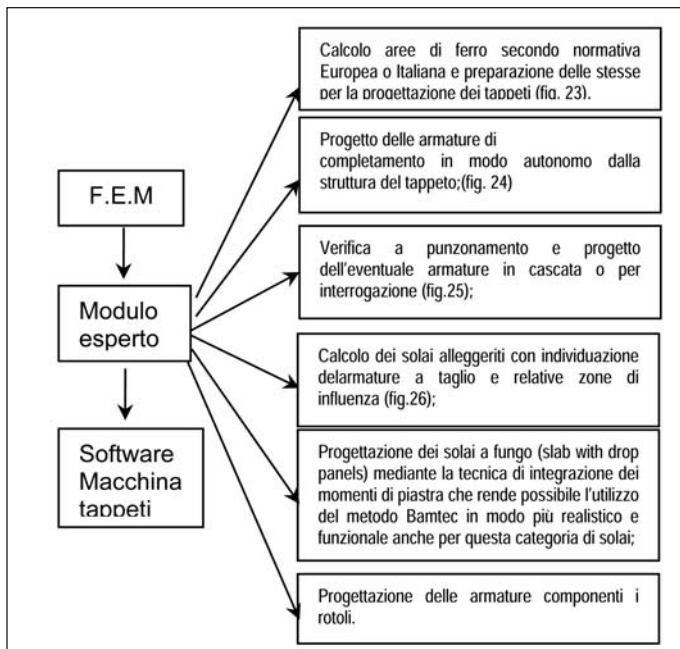 F.E.M
Modulo
esperto
Software
Macchina
tappeti
Calcolo aree di ferro secondo normativa
Europea o Italiana e preparazione delle stesse
per la progettazione dei tappeti (fig. 23).
Progetto delle armature di
completamento in modo autonomo dalla
struttura del tappeto;(fig. 24)
Verifica a punzonamento e progetto
dell'eventuale armature in cascata o per
interrogazione (fig.25);
Calcolo dei solai alleggeriti con individuazione
delarmature a taglio e relative zone di
influenza (fig.26);
Progettazione dei solai a fungo (slab with drop
panels) mediante la tecnica di integrazione dei
momenti di piastra che rende possibile l'utilizzo
del metodo Bamtec in modo più realistico e
funzionale anche per questa categoria di solai;
Progettazione delle armature componenti i
rotoli.